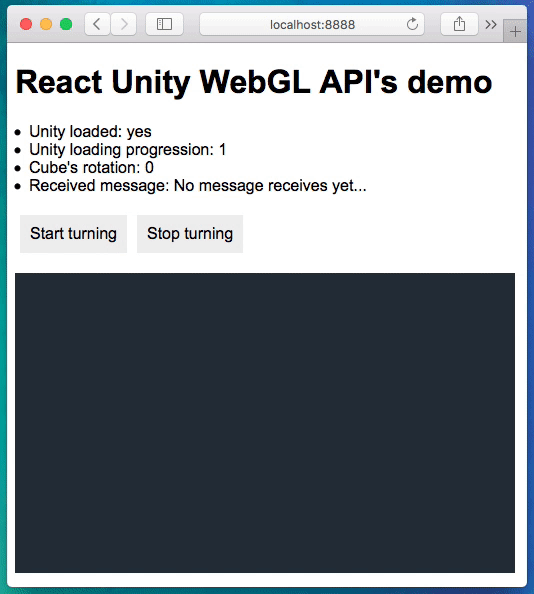 localhost:8888
React Unity WebGL API's demo
Unity loaded: yes
Unity loading progression: 1
Cube's rotation: 0
Received message: No message receives yet...
Start turning Stop turning